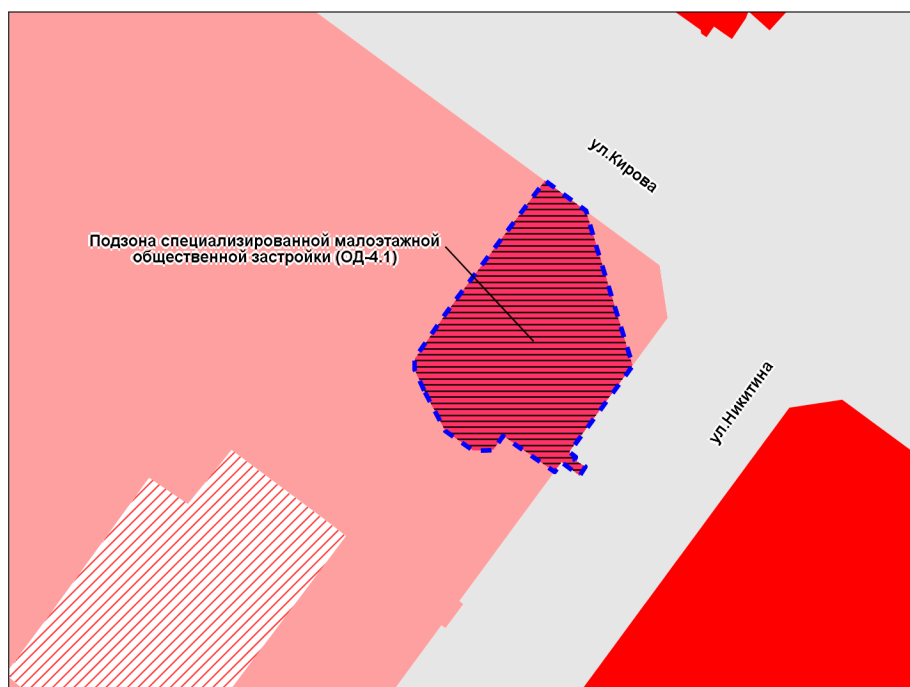 ул.Кирова
Подзона специализированной малоэтажной
общественной застройки (ОД-4.1)
ул.Никитина